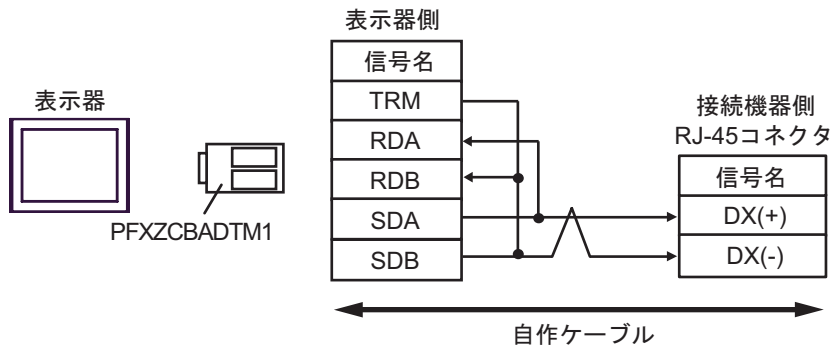 表示器
PFXZCBADTM1
表示器側
信号名
TRM
RDA
RDB
SDA
SDB
接続機器側
RJ-45コネクタ
信号名
DX(+)
DX(-)
自作ケーブル